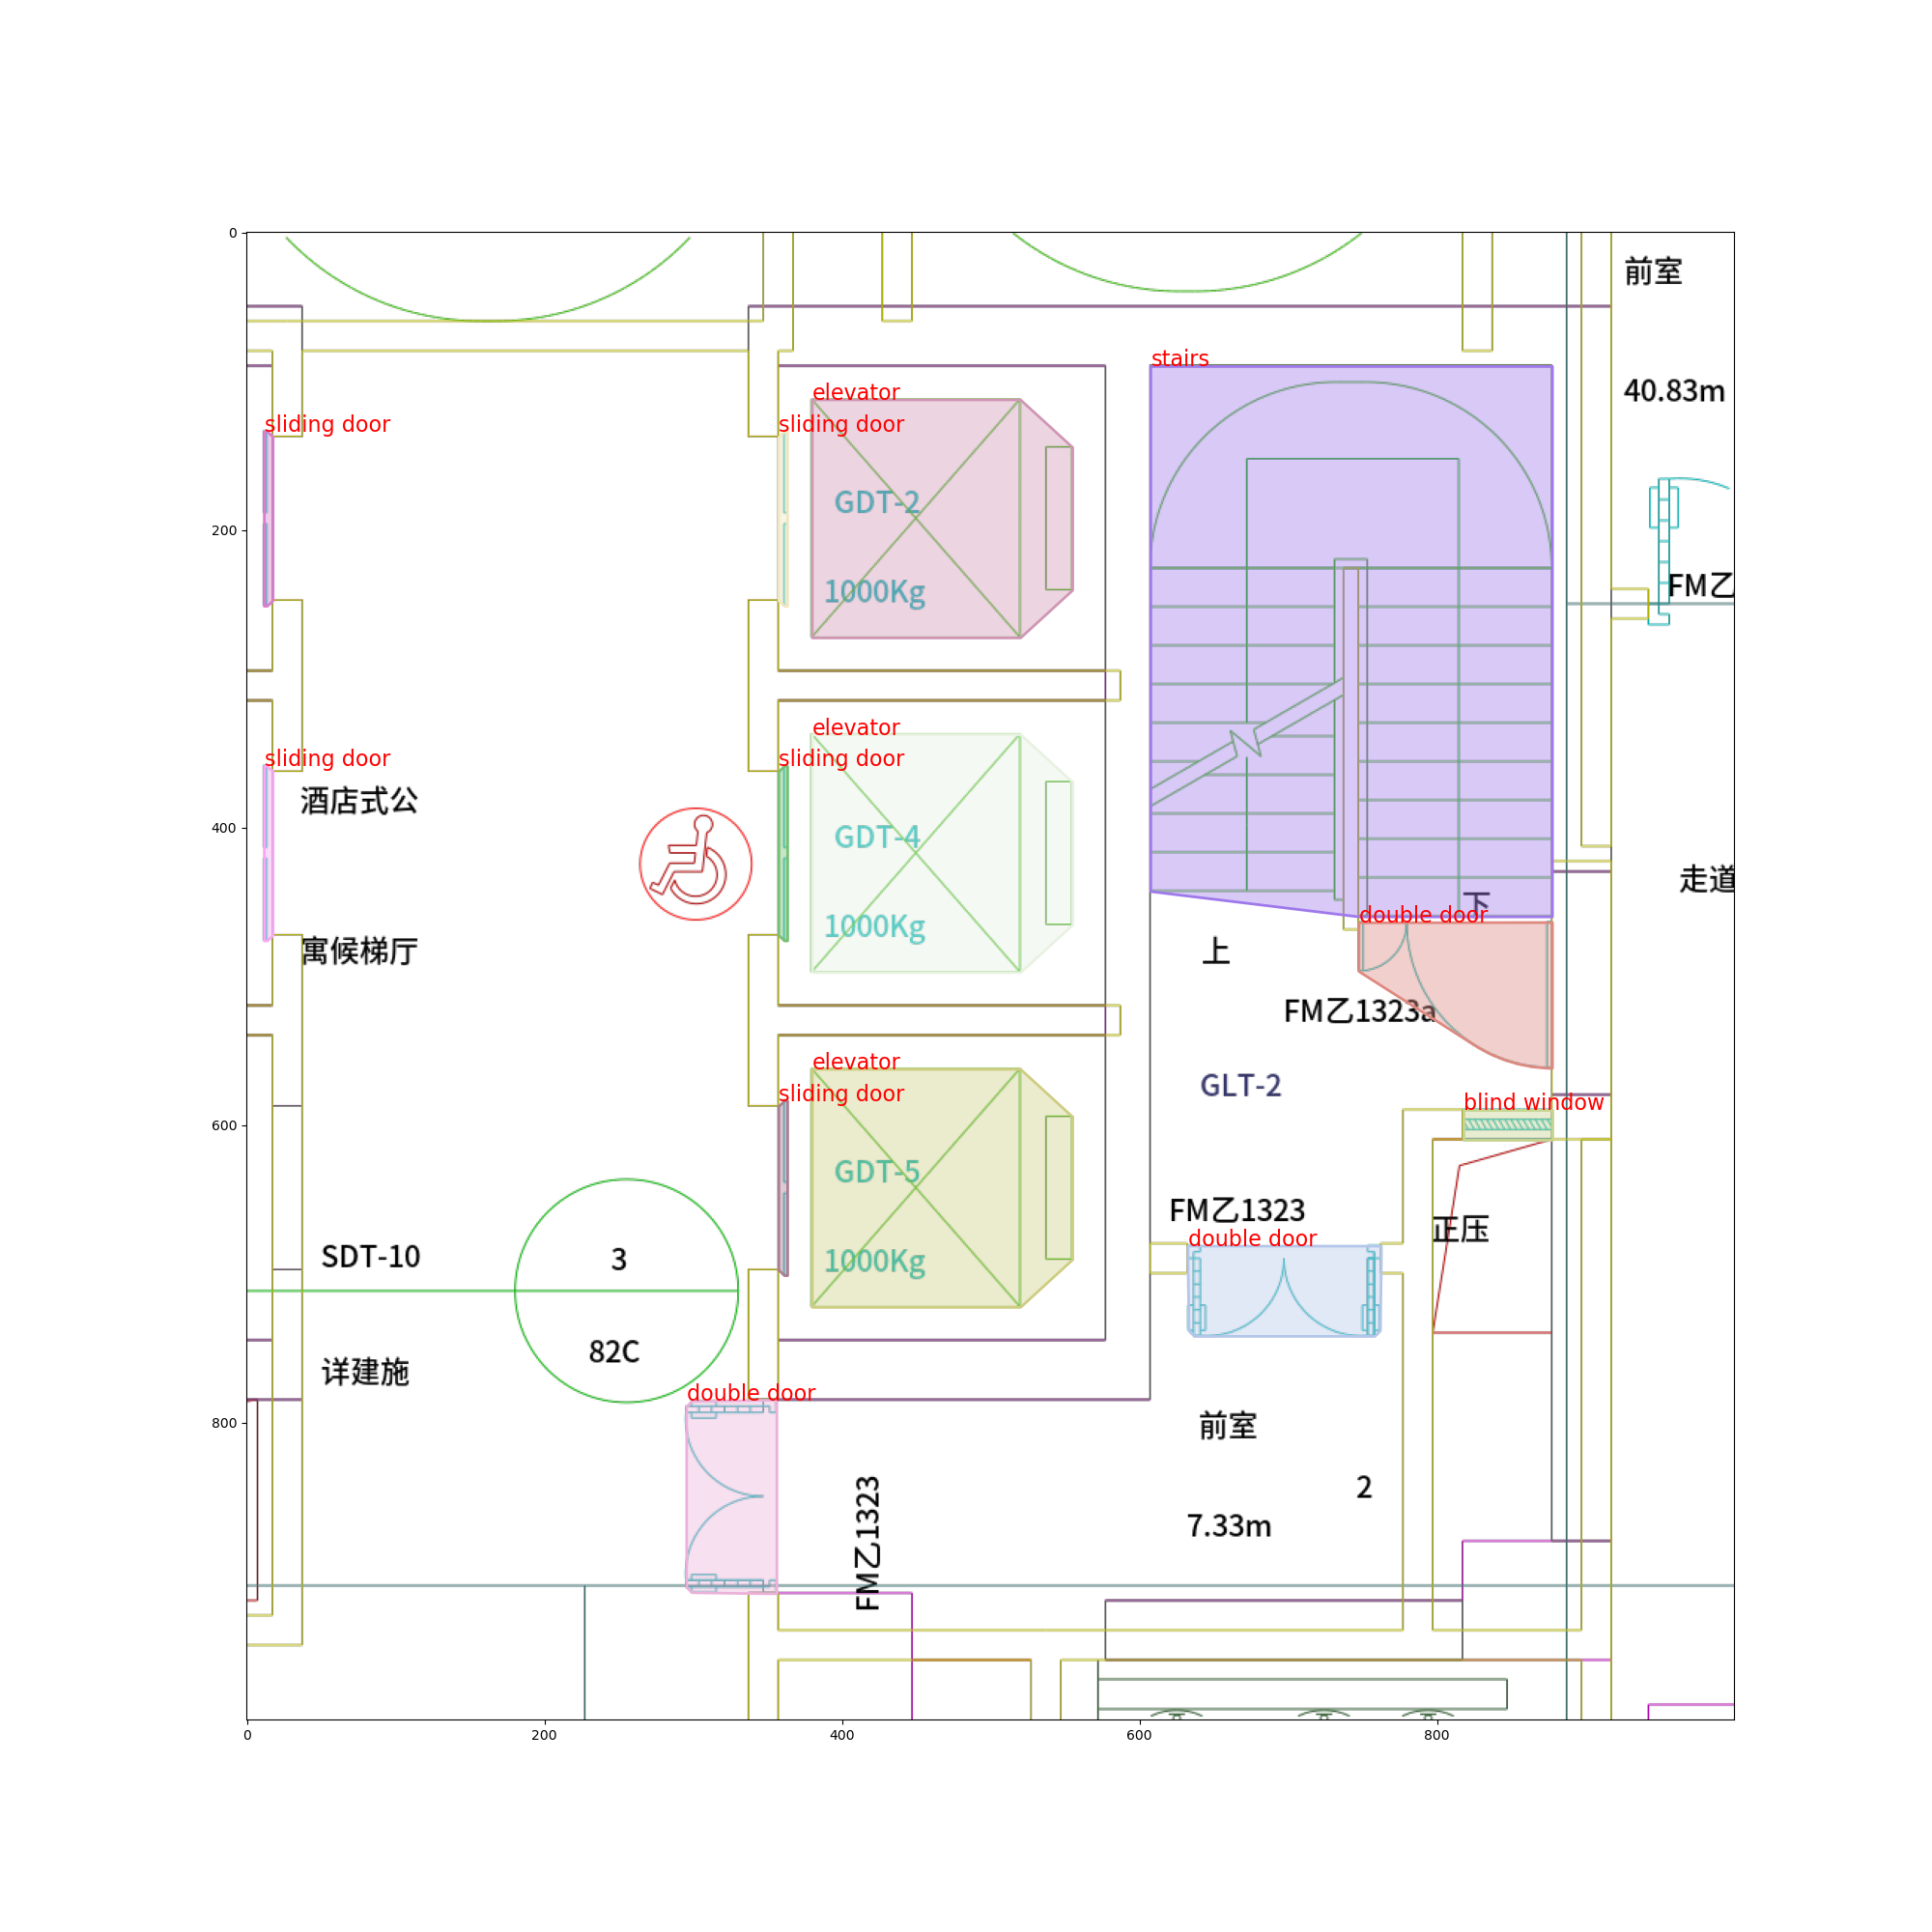 前室
stairs
40.83m
elevator
sliding door
sliding door
GDT-2
1000Kg
FM乙
elevator
sliding door
sliding door
酒店式公
GDT-4
走道
下
double door
1000Kg
寓候梯厅
上
FM乙1323a
elevator
GLT-2
sliding door
blind window
GDT-5
FM乙1323
正压
double door
SDT-10
3
1000Kg
82C
详建施
double door
前室
2
7.33m
FM乙1323
0
200
400
600
800
0
200
400
600
800